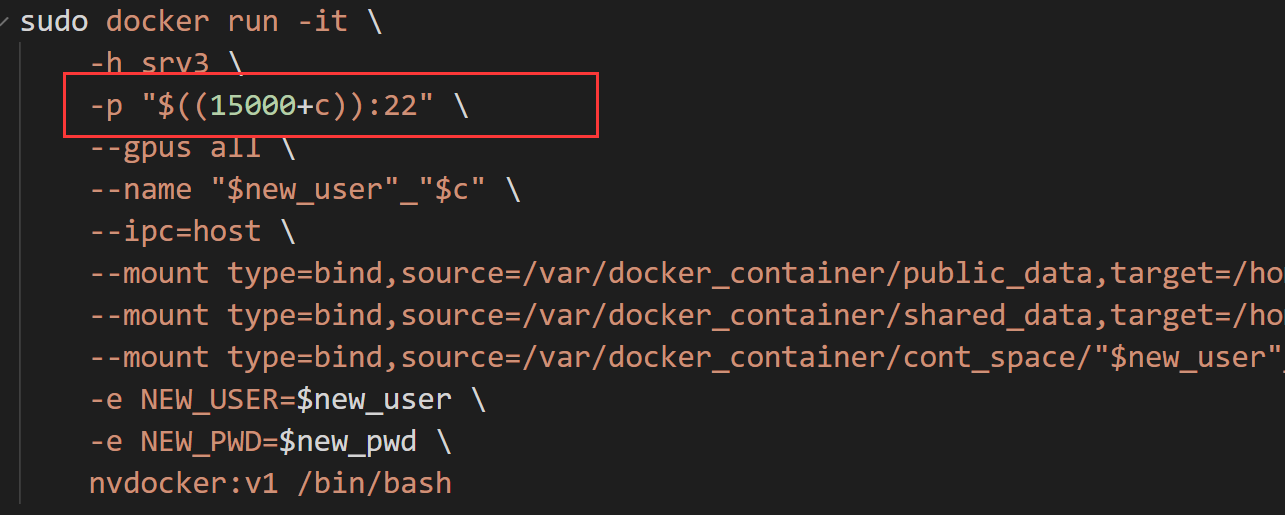 sudo docker run -it \
-h srv3 \
-p "$((15000+c)):22" \
--gpus all \
--name "$new_user"_"$c" \
--ipc=host \
--mount type=bind,source=/var/docker_container/public_data,target=/ho
--mount type=bind,source=/var/docker_container/shared_data,target=/ho
--mount type=bind,source=/var/docker_container/cont_space/"$new_user"_
-e NEW_USER=$new_user \
-e NEW_PWD=$new_pwd \
nvdocker:v1 /bin/bash